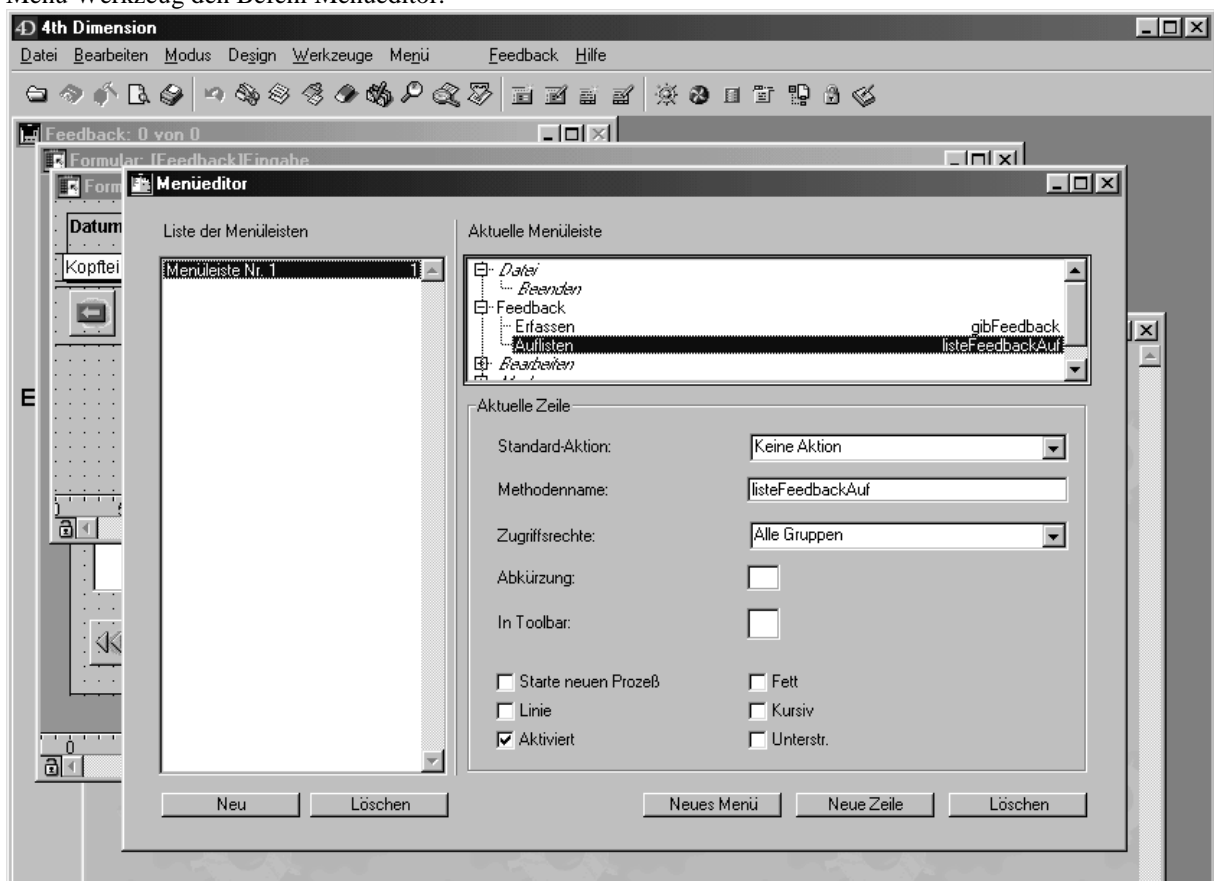 Menü-Werkzeug den Befehl Menüeditor.
4th Dimension
Datei Bearbeiten Modus Design Werkzeuge Menü Feedback Hilfe
Feedback: 0 von 0
Formular: [Feedback]Eingabe
Form
Menüeditor
Datum
Kopftei
Liste der Menüleisten
Aktuelle Menüleiste
Menüleiste Nr. 1 1
Datei
Beenden
Feedback
Erfassen gibFeedback
Auflisten listeFeedbackAuf
Bearbeiten
E
Aktuelle Zeile
Standard-Aktion: Keine Aktion
Methodenname: listeFeedbackAuf
Zugriffsrechte: Alle Gruppen
Abkürzung:
In Toolbar:
Starte neuen Prozeß Fett
Linie Kursiv
Aktiviert Unterstr.
0
Neu Löschen Neues Menü Neue Zeile Löschen